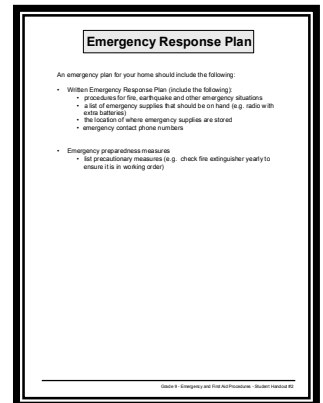 Emergency Response Plan
An emergency plan for your home should include the following:
• Written Emergency Response Plan (include the following):
• procedures for fire, earthquake and other emergency situations
• a list of emergency supplies that should be on hand (e.g. radio with
extra batteries)
• the location of where emergency supplies are stored
• emergency contact phone numbers
• Emergency preparedness measures
• list precautionary measures (e.g. check fire extinguisher yearly to
ensure it is in working order)
Grade 9 - Emergency and First Aid Procedures - Student Handout #2